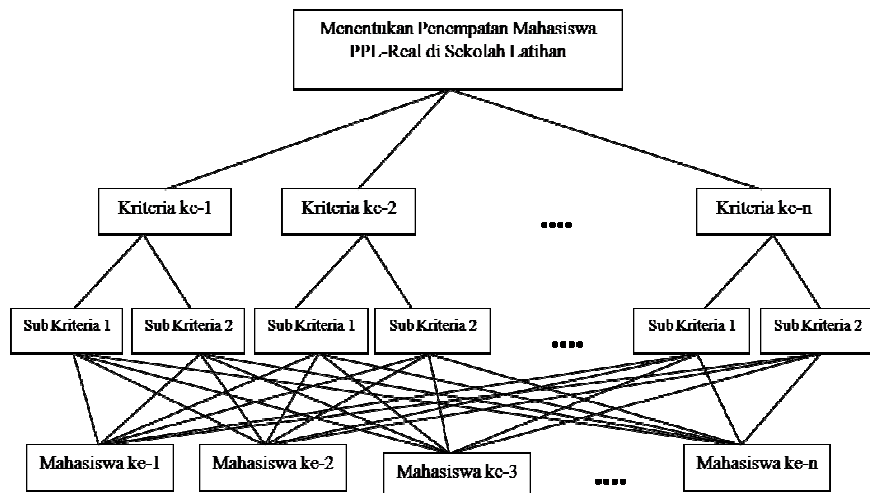 Menentukan Penempatan Mahasiswa
PPL-Real di Sekolah Latihan
Kriteria ke-1
Kriteria ke-2
....
Kriteria ke-n
Sub Kriteria 1
Sub Kriteria 2
Sub Kriteria 1
Sub Kriteria 2
....
Sub Kriteria 1
Sub Kriteria 2
Mahasiswa ke-1
Mahasiswa ke-2
Mahasiswa ke-3
....
Mahasiswa ke-n